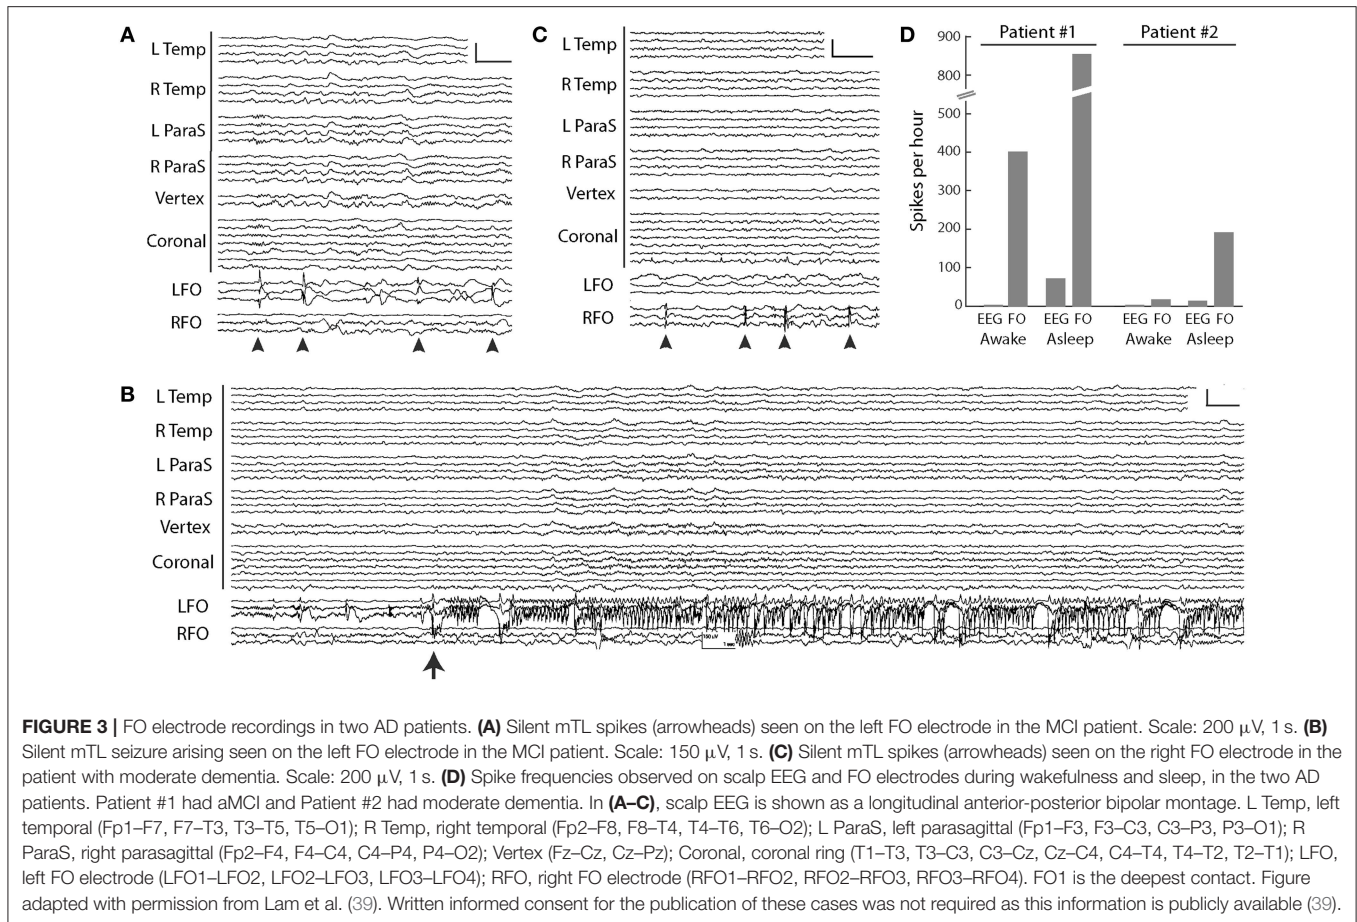 A
L Temp
R Temp
L ParaS
R ParaS
Vertex
Coronal
LFO
RFO
C
L Temp
R Temp
L ParaS
R ParaS
Vertex
Coronal
LFO
RFO
D
Patient #1
Patient #2
Spikes per hour
900
800
500
400
300
200
100
0
EEG FO
EEG FO
EEG FO
EEG FO
Awake
Asleep
Awake
Asleep
B
L Temp
R Temp
L ParaS
R ParaS
Vertex
Coronal
LFO
RFO
150 uV
1 sec
FIGURE 3 | FO electrode recordings in two AD patients. (A) Silent mTL spikes (arrowheads) seen on the left FO electrode in the MCI patient. Scale: 200 μV, 1 s. (B)
Silent mTL seizure arising seen on the left FO electrode in the MCI patient. Scale: 150 μV, 1 s. (C) Silent mTL spikes (arrowheads) seen on the right FO electrode in the
patient with moderate dementia. Scale: 200 μV, 1 s. (D) Spike frequencies observed on scalp EEG and FO electrodes during wakefulness and sleep, in the two AD
patients. Patient #1 had aMCI and Patient #2 had moderate dementia. In (A–C), scalp EEG is shown as a longitudinal anterior-posterior bipolar montage. L Temp, left
temporal (Fp1–F7, F7–T3, T3–T5, T5–O1); R Temp, right temporal (Fp2–F8, F8–T4, T4–T6, T6–O2); L ParaS, left parasagittal (Fp1–F3, F3–C3, C3–P3, P3–O1); R
ParaS, right parasagittal (Fp2–F4, F4–C4, C4–P4, P4–O2); Vertex (Fz–Cz, Cz–Pz); Coronal, coronal ring (T1–T3, T3–C3, C3–Cz, Cz–C4, C4–T4, T4–T2, T2–T1); LFO,
left FO electrode (LFO1–LFO2, LFO2–LFO3, LFO3–LFO4); RFO, right FO electrode (RFO1–RFO2, RFO2–RFO3, RFO3–RFO4). FO1 is the deepest contact. Figure
adapted with permission from Lam et al. (39). Written informed consent for the publication of these cases was not required as this information is publicly available (39).